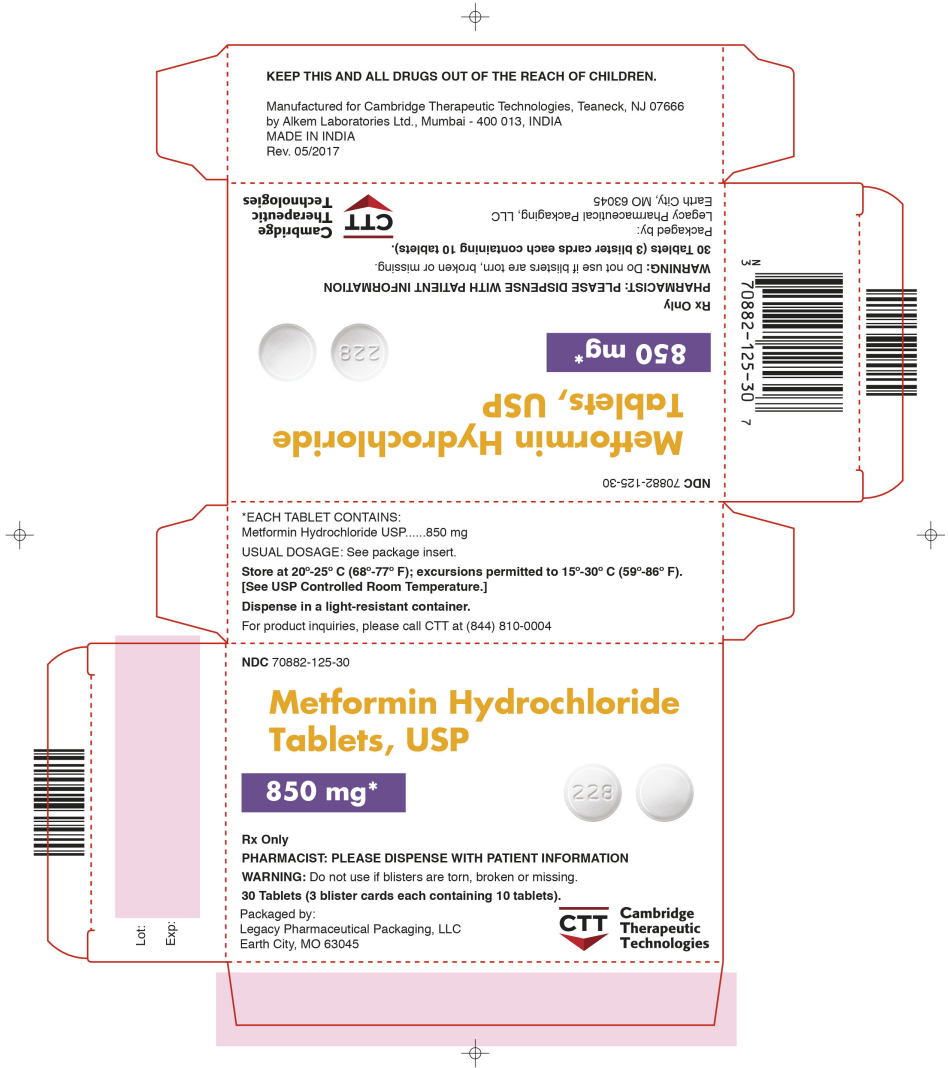 KEEP THIS AND ALL DRUGS OUT OF THE REACH OF CHILDREN.
Manufactured for Cambridge Therapeutic Technologies, Teaneck, NJ 07666
by Alkem Laboratories Ltd., Mumbai - 400 013, INDIA
MADE IN INDIA
Rev. 05/2017
NDC 70882-125-30
Metformin Hydrochloride
Tablets, USP
850 mg*
228
Rx Only
PHARMACIST: PLEASE DISPENSE WITH PATIENT INFORMATION
WARNING: Do not use if blisters are torn, broken or missing.
30 Tablets (3 blister cards each containing 10 tablets).
Packaged by:
Legacy Pharmaceutical Packaging, LLC
Earth City, MO 63045
CTT
Cambridge
Therapeutic
Technologies
N
3 70882-125-30 7
*EACH TABLET CONTAINS:
Metformin Hydrochloride USP......850 mg
USUAL DOSAGE: See package insert.
Store at 20º-25º C (68º-77º F); excursions permitted to 15º-30º C (59º-86º F).
[See USP Controlled Room Temperature.]
Dispense in a light-resistant container.
For product inquiries, please call CTT at (844) 810-0004
NDC 70882-125-30
Metformin Hydrochloride
Tablets, USP
850 mg*
228
Rx Only
PHARMACIST: PLEASE DISPENSE WITH PATIENT INFORMATION
WARNING: Do not use if blisters are torn, broken or missing.
30 Tablets (3 blister cards each containing 10 tablets).
Packaged by:
Legacy Pharmaceutical Packaging, LLC
Earth City, MO 63045
CTT
Cambridge
Therapeutic
Technologies
Lot:
Exp: